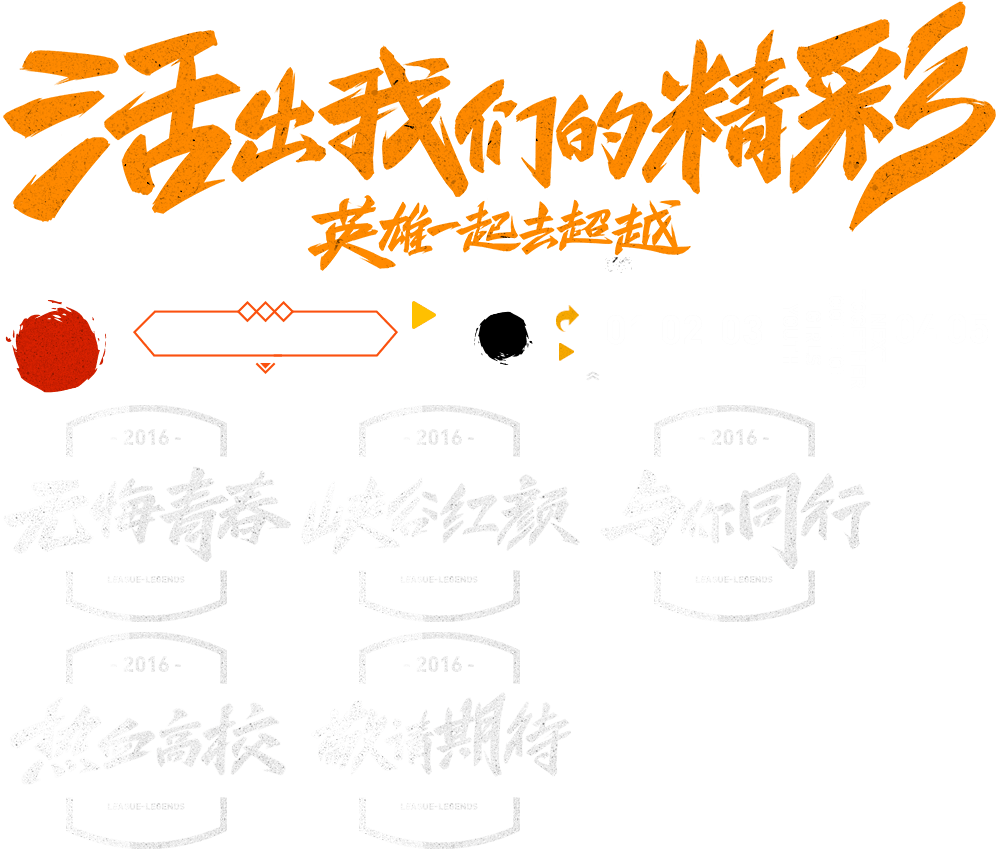 活出我们的精彩
英雄一起去超越
- 2016 - - 2016 - - 2016 -
无悔青春 峡谷红颜 与你同行
LEAGUE·LEGENDS LEAGUE·LEGENDS LEAGUE·LEGENDS
- 2016 - - 2016 -
热血高校 敬请期待
LEAGUE·LEGENDS LEAGUE·LEGENDS